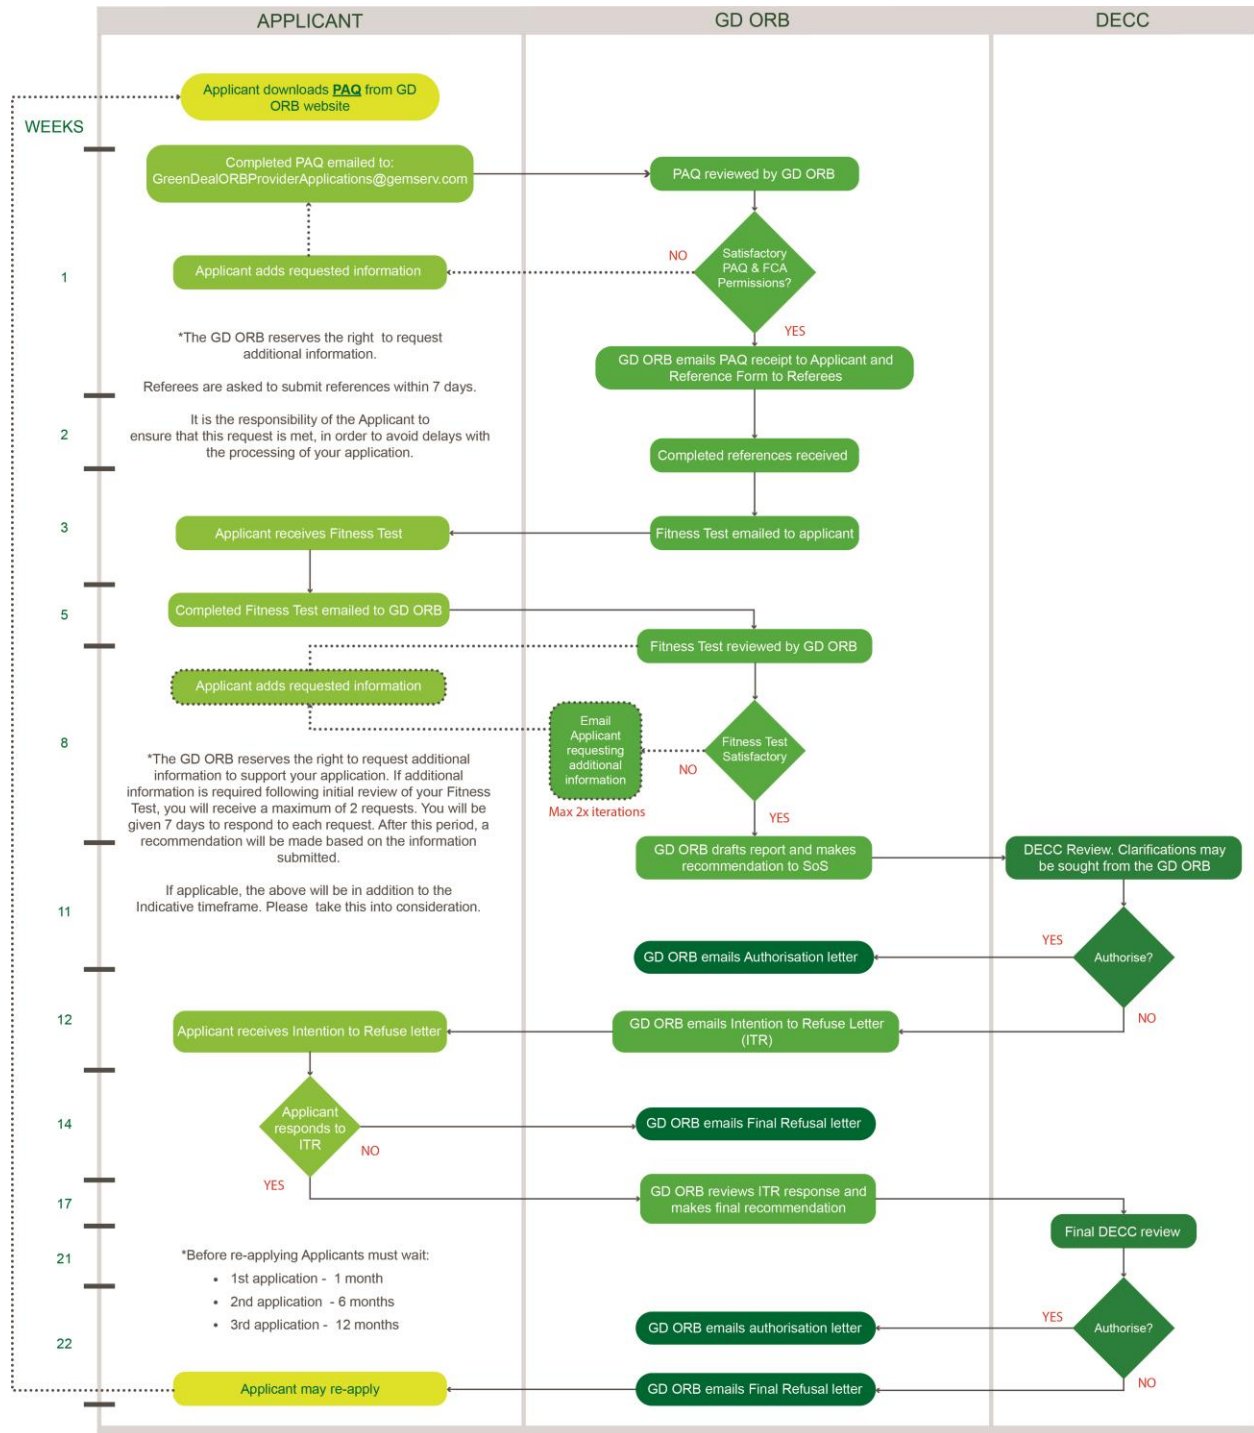 APPLICANT
GD ORB
DECC
Applicant downloads PAQ from GD
ORB website
WEEKS
Completed PAQ emailed to:
GreenDealORBProviderApplications@gemserv.com
PAQ reviewed by GD ORB
Satisfactory
PAQ & FCA
Permissions?
NO
Applicant adds requested information
1
YES
*The GD ORB reserves the right to request
additional information.
Referees are asked to submit references within 7 days.
GD ORB emails PAQ receipt to Applicant and
Reference Form to Referees
It is the responsibility of the Applicant to
ensure that this request is met, in order to avoid delays with
the processing of your application.
2
Completed references received
3
Applicant receives Fitness Test
Fitness Test emailed to applicant
5
Completed Fitness Test emailed to GD ORB
Fitness Test reviewed by GD ORB
Applicant adds requested information
8
Email
Applicant
requesting
additional
information
Max 2x iterations
NO
Fitness Test
Satisfactory
YES
*The GD ORB reserves the right to request additional
information to support your application. If additional
information is required following initial review of your Fitness
Test, you will receive a maximum of 2 requests. You will be
given 7 days to respond to each request. After this period, a
recommendation will be made based on the information
submitted.
If applicable, the above will be in addition to the
Indicative timeframe. Please take this into consideration.
GD ORB drafts report and makes
recommendation to SoS
DECC Review. Clarifications may
be sought from the GD ORB
11
YES
Authorise?
GD ORB emails Authorisation letter
NO
12
Applicant receives Intention to Refuse letter
GD ORB emails Intention to Refuse Letter
(ITR)
14
Applicant
responds to
ITR
NO
GD ORB emails Final Refusal letter
YES
17
GD ORB reviews ITR response and
makes final recommendation
Final DECC review
21
*Before re-applying Applicants must wait:
• 1st application - 1 month
• 2nd application - 6 months
• 3rd application - 12 months
22
GD ORB emails authorisation letter
YES
Authorise?
NO
Applicant may re-apply
GD ORB emails Final Refusal letter